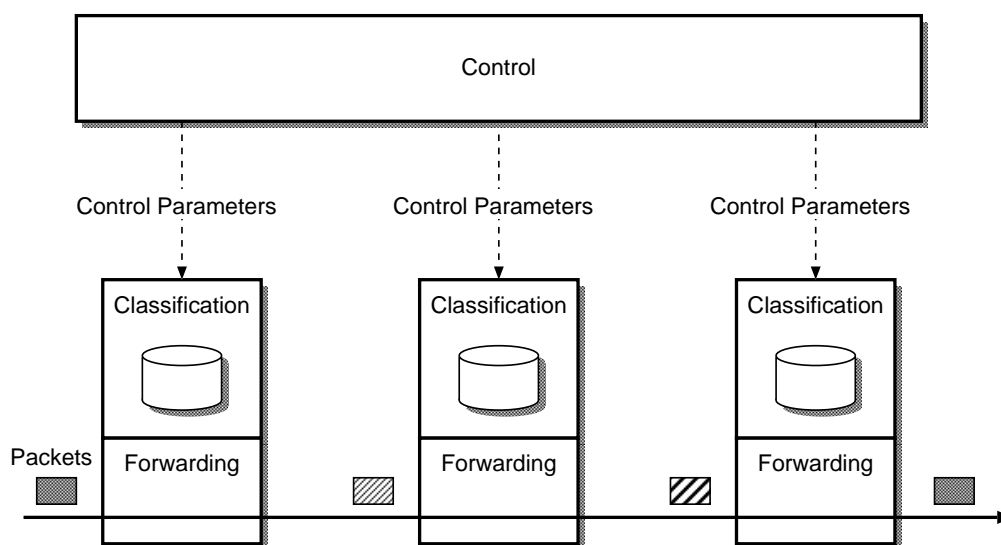 Control
Control Parameters
Control Parameters
Control Parameters
Classification
Classification
Classification
Packets
Forwarding
Forwarding
Forwarding